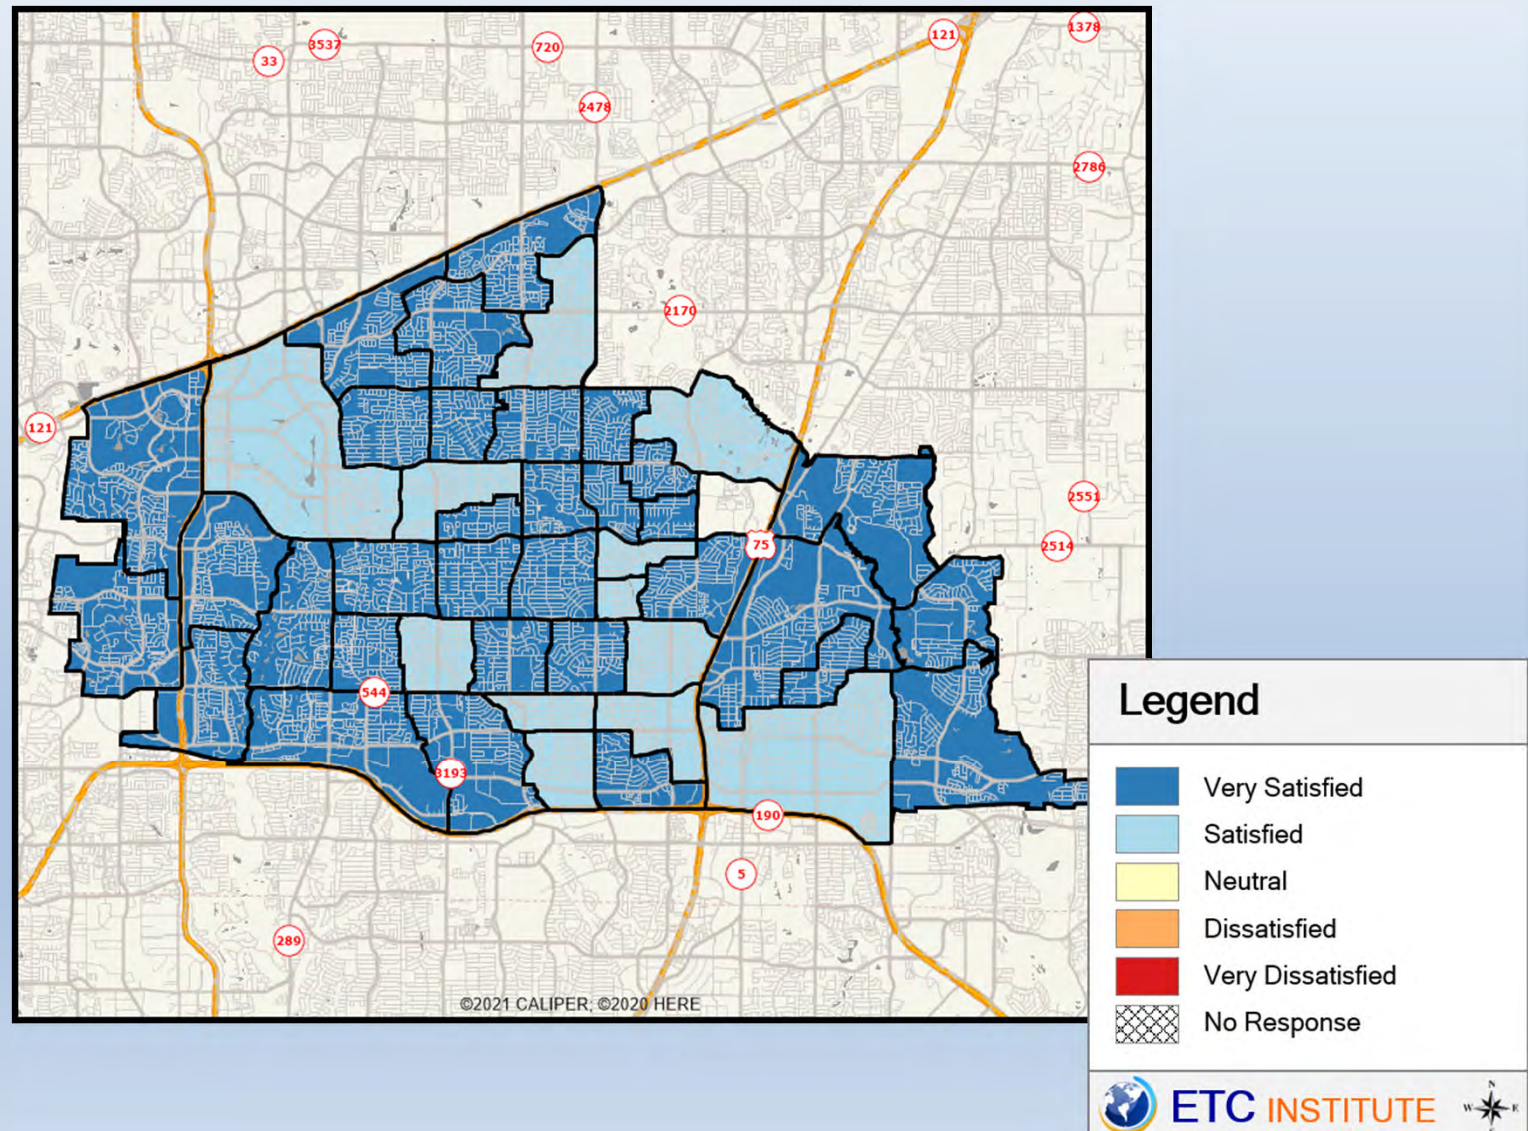 121
1378
3537
33
720
2478
2786
2170
121
2551
75
2514
544
3193
190
5
289
©2021 CALIPER; ©2020 HERE
Legend
Very Satisfied
Satisfied
Neutral
Dissatisfied
Very Dissatisfied
No Response
ETC INSTITUTE
N
W E
S